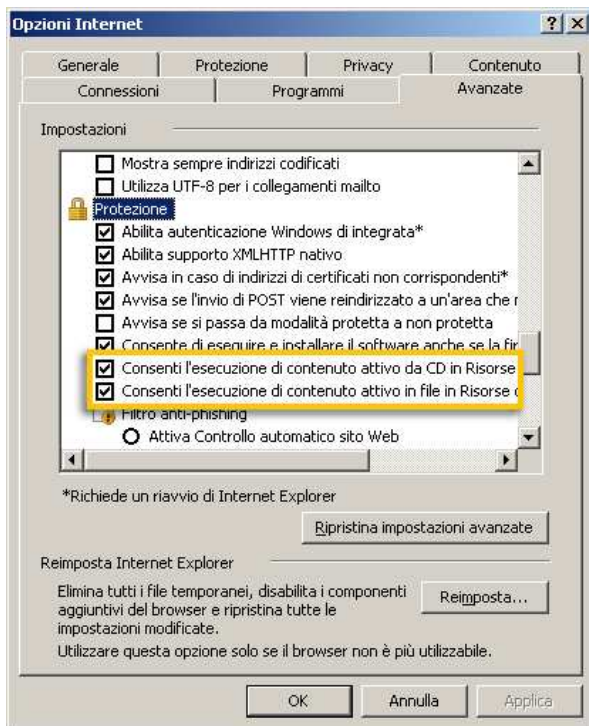 Opzioni Internet
Generale Protezione Privacy Contenuto
Connessioni Programmi Avanzate
Impostazioni
Mostra sempre indirizzi codificati
Utilizza UTF-8 per i collegamenti mailto
Protezione
Abilita autenticazione Windows di integrata*
Abilita supporto XMLHTTP nativo
Avvisa in caso di indirizzi di certificati non corrispondenti*
Avvisa se l'invio di POST viene reindirizzato a un'area che
Avvisa se si passa da modalità protetta a non protetta
Consente di eseguire e installare il software anche se la
Consenti l'esecuzione di contenuto attivo da CD in Risorse
Consenti l'esecuzione di contenuto attivo in file in Risorse
Filtro anti-phishing
Attiva Controllo automatico sito Web
*Richiede un riavvio di Internet Explorer
Ripristina impostazioni avanzate
Reimposta Internet Explorer
Elimina tutti i file temporanei, disabilita i componenti
aggiuntivi del browser e ripristina tutte le
impostazioni modificate.
Reimposta...
Utilizzare questa opzione solo se il browser non è più utilizzabile.
OK Annulla Applica